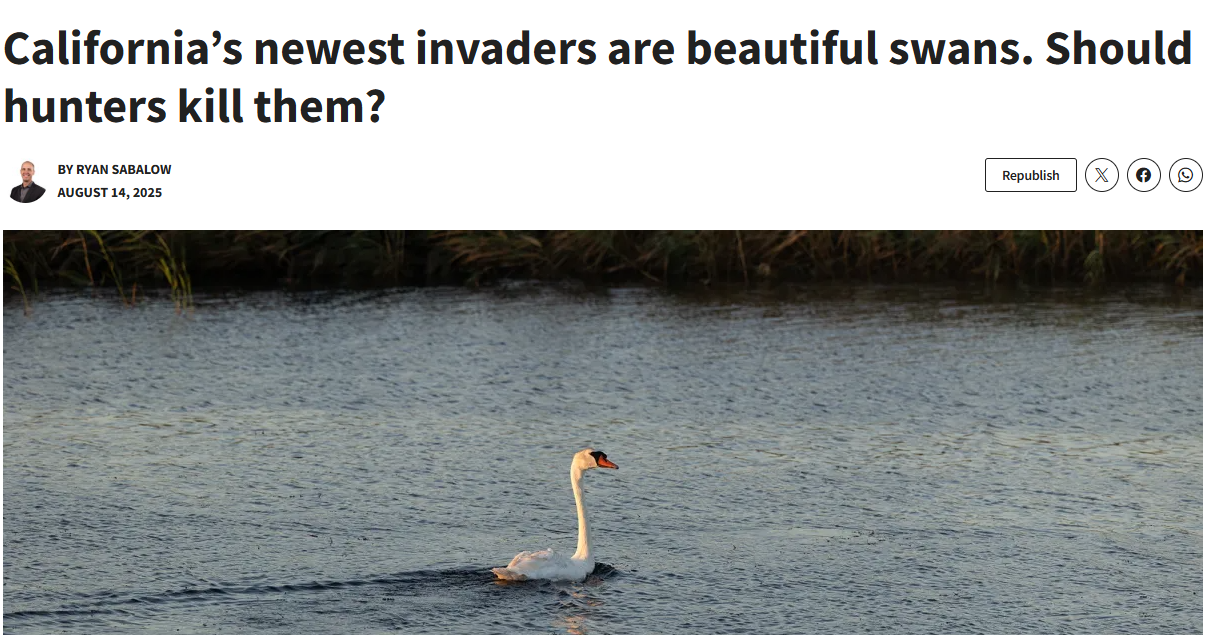 California’s newest invaders are beautiful swans. Should
hunters kill them?
BY RYAN SABALOW
AUGUST 14, 2025
Republish